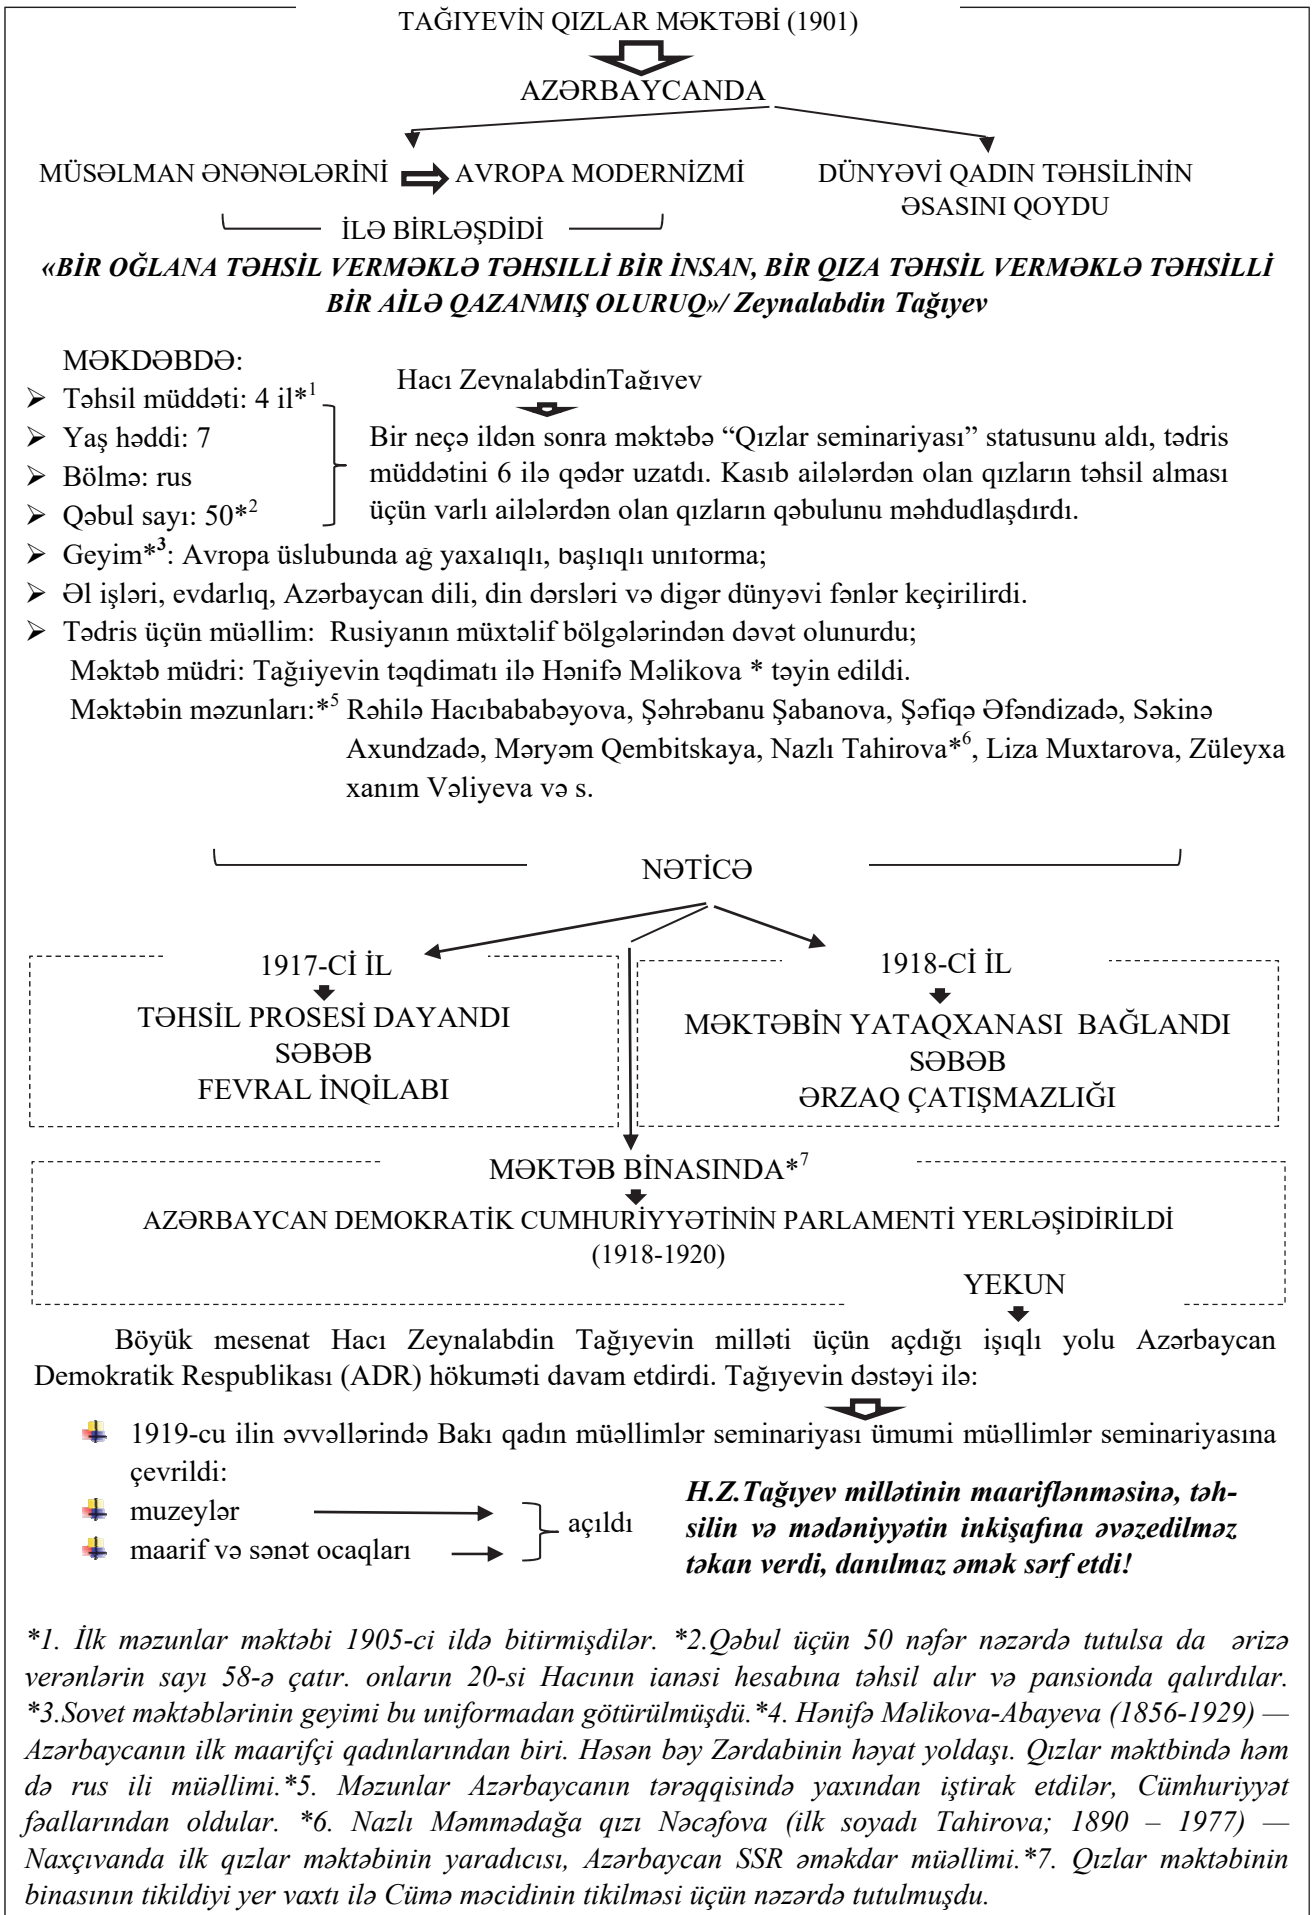 TAĞIYEVİN QIZLAR MƏKTƏBİ (1901)
AZƏRBAYCANDA
MÜSƏLMAN ƏNƏNƏLƏRİNİ
AVROPA MODERNİZMİ
DÜNYƏVİ QADIN TƏHSİLİNİN
ƏSASINI QOYDU
İLƏ BİRLƏŞDİDİ
«BİR OĞLANA TƏHSİL VERMƏKLƏ TƏHSILLİ BİR İNSAN, BİR QIZA TƏHSİL VERMƏKLƏ TƏHSİLLİ
BİR AİLƏ QAZANMIŞ OLURUQ»/ Zeynalabdin Tağıyev
MƏKDƏBDƏ:
➢ Təhsil müddəti: 4 il*1
➢ Yaş həddi: 7
➢ Bölmə: rus
➢ Qəbul sayı: 50*2
Hacı ZeynalabdinTağıyev
Bir neçə ildən sonra məktəbə “Qızlar seminariyası” statusunu aldı, tədris
müddətini 6 ilə qədər uzatdı. Kasıb ailələrdən olan qızların təhsil alması
üçün varlı ailələrdən olan qızların qəbulunu məhdudlaşdırdı.
➢ Geyim*3: Avropa üslubunda ağ yaxalıqlı, başlıqlı uniforma;
➢ Əl işləri, evdarlıq, Azərbaycan dili, din dərsləri və digər dünyəvi fənlər keçirilirdi.
➢ Tədris üçün müəllim: Rusiyanın müxtəlif bölgələrindən dəvət olunurdu;
Məktəb müdri: Tağıiyevin təqdimatı ilə Hənifə Məlikova * təyin edildi.
Məktəbin məzunları:*5 Rəhilə Hacıbababəyova, Şəhrəbanu Şabanova, Şəfiqə Əfəndizadə, Səkinə
Axundzadə, Məryəm Qembitskaya, Nazlı Tahirova*6, Liza Muxtarova, Züleyxa
xanım Vəliyeva və s.
NƏTİCƏ
1917-Cİ İL
TƏHSİL PROSESİ DAYANDI
SƏBƏB
FEVRAL İNQİLABI
1918-Cİ İL
MƏKTƏBİN YATAQXANASI BAĞLANDI
SƏBƏB
ƏRZAQ ÇATIŞMAZLIĞI
MƏKTƏB BİNASINDA*7
AZƏRBAYCAN DEMOKRATİK CUMHURİYYƏTİNİN PARLAMENTİ YERLƏŞİDİRİLDİ
(1918-1920)
YEKUN
Böyük mesenat Hacı Zeynalabdin Tağıyevin milləti üçün açdığı işıqlı yolu Azərbaycan
Demokratik Respublikası (ADR) hökuməti davam etdirdi. Tağıyevin dəstəyi ilə:
1919-cu ilin əvvəllərində Bakı qadın müəllimlər seminariyası ümumi müəllimlər seminariyasına
çevrildi:
muzeylər
maarif və sənət ocaqları
açıldı
H.Z.Tağıyev millətinin maariflənməsinə, təh-
silin və mədəniyyətin inkişafına əvəzedilməz
təkan verdi, danılmaz əmək sərf etdi!
*1. İlk məzunlar məktəbi 1905-ci ildə bitirmişdilər. *2.Qəbul üçün 50 nəfər nəzərdə tutulsa da ərizə
verənlərin sayı 58-ə çatır. onların 20-si Hacının ianəsi hesabına təhsil alır və pansionda qalırdılar.
*3.Sovet məktəblərinin geyimi bu uniformadan götürülmüşdü.*4. Hənifə Məlikova-Abayeva (1856-1929) —
Azərbaycanın ilk maarifçi qadınlarından biri. Həsən bəy Zərdabinin həyat yoldaşı. Qızlar məktbində həm
də rus ili müəllimi.*5. Məzunlar Azərbaycanın tərəqqisində yaxından iştirak etdilər, Cümhuriyyət
fəallarından oldular. *6. Nazlı Məmmədağa qızı Nəcəfova (ilk soyadı Tahirova; 1890 – 1977) —
Naxçıvanda ilk qızlar məktəbinin yaradıcısı, Azərbaycan SSR əməkdar müəllimi.*7. Qızlar məktəbinin
binasının tikildiyi yer vaxtı ilə Cümə məcidinin tikilməsi üçün nəzərdə tutulmuşdu.